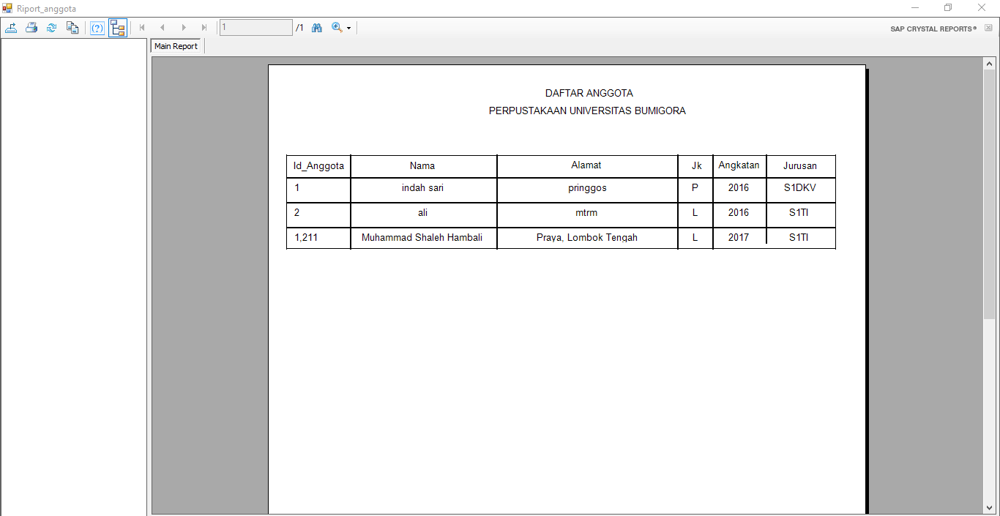 Riport_anggota
1 /1 SAP CRYSTAL REPORTS®
Main Report
DAFTAR ANGGOTA
PERPUSTAKAAN UNIVERSITAS BUMIGORA
Id_Anggota Nama Alamat Jk Angkatan Jurusan
1 indah sari pringgos P 2016 S1DKV
2 ali mtrm L 2016 S1TI
1,211 Muhammad Shaleh Hambali Praya, Lombok Tengah L 2017 S1TI